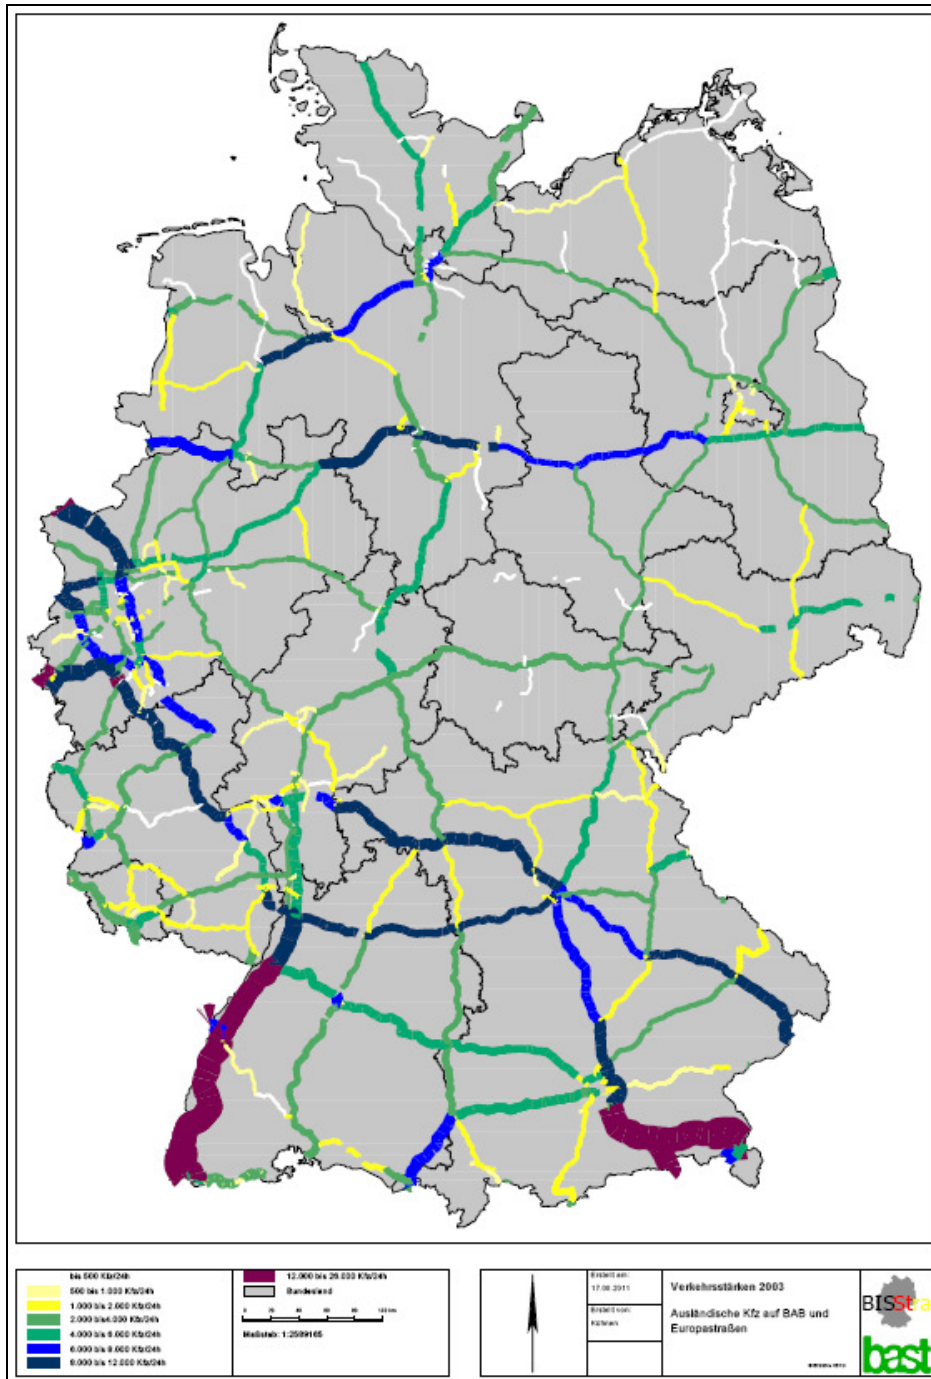 bis 500 Kfz/24h
500 bis 1.000 Kfz/24h
1.000 bis 2.000 Kfz/24h
2.000 bis 4.000 Kfz/24h
4.000 bis 6.000 Kfz/24h
6.000 bis 8.000 Kfz/24h
8.000 bis 12.000 Kfz/24h
12.000 bis 26.000 Kfz/24h
Bundesland
Maßstab: 1:2589165
Erstellt am:
17.08.2011
Erstellt von:
Kühnen
Verkehrsstärken 2003
Ausländische Kfz auf BAB und
Europastraßen
BISStra
bast